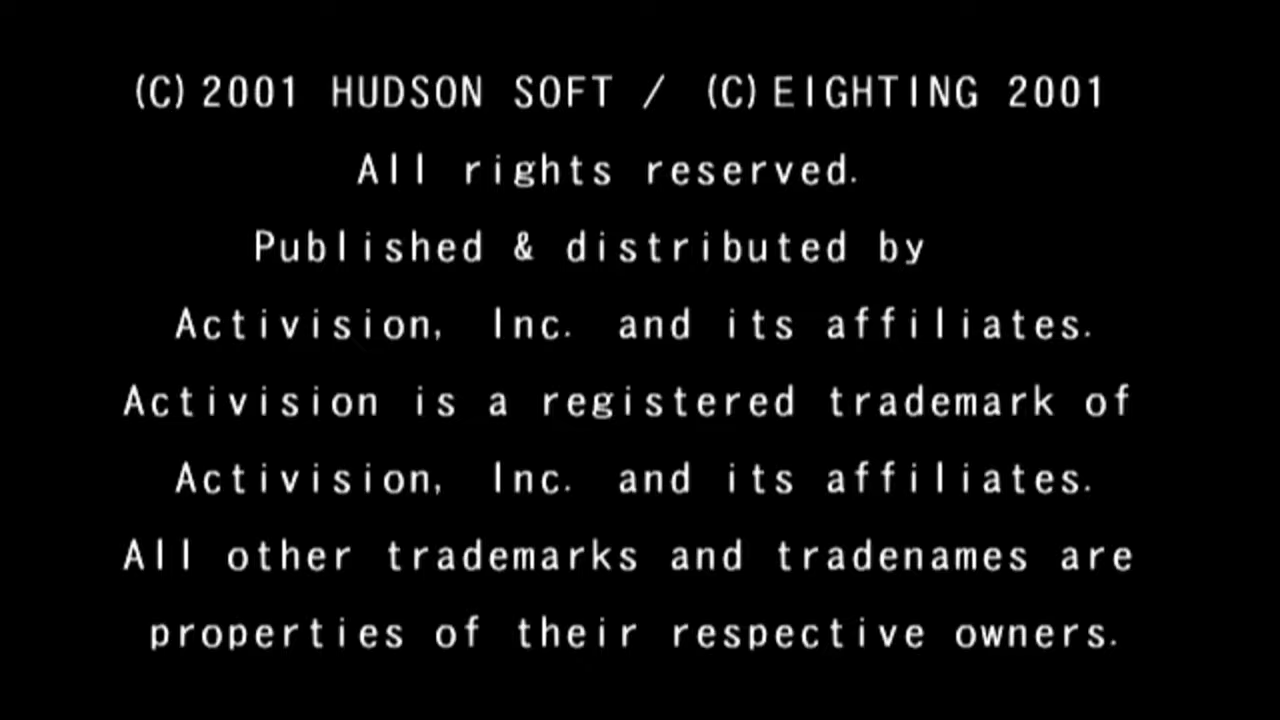 (C)2001 HUDSON SOFT / (C)EIGHTING 2001
All rights reserved.
Published & distributed by
Activision, Inc. and its affiliates.
Activision is a registered trademark of
Activision, Inc. and its affiliates.
All other trademarks and tradenames are
properties of their respective owners.